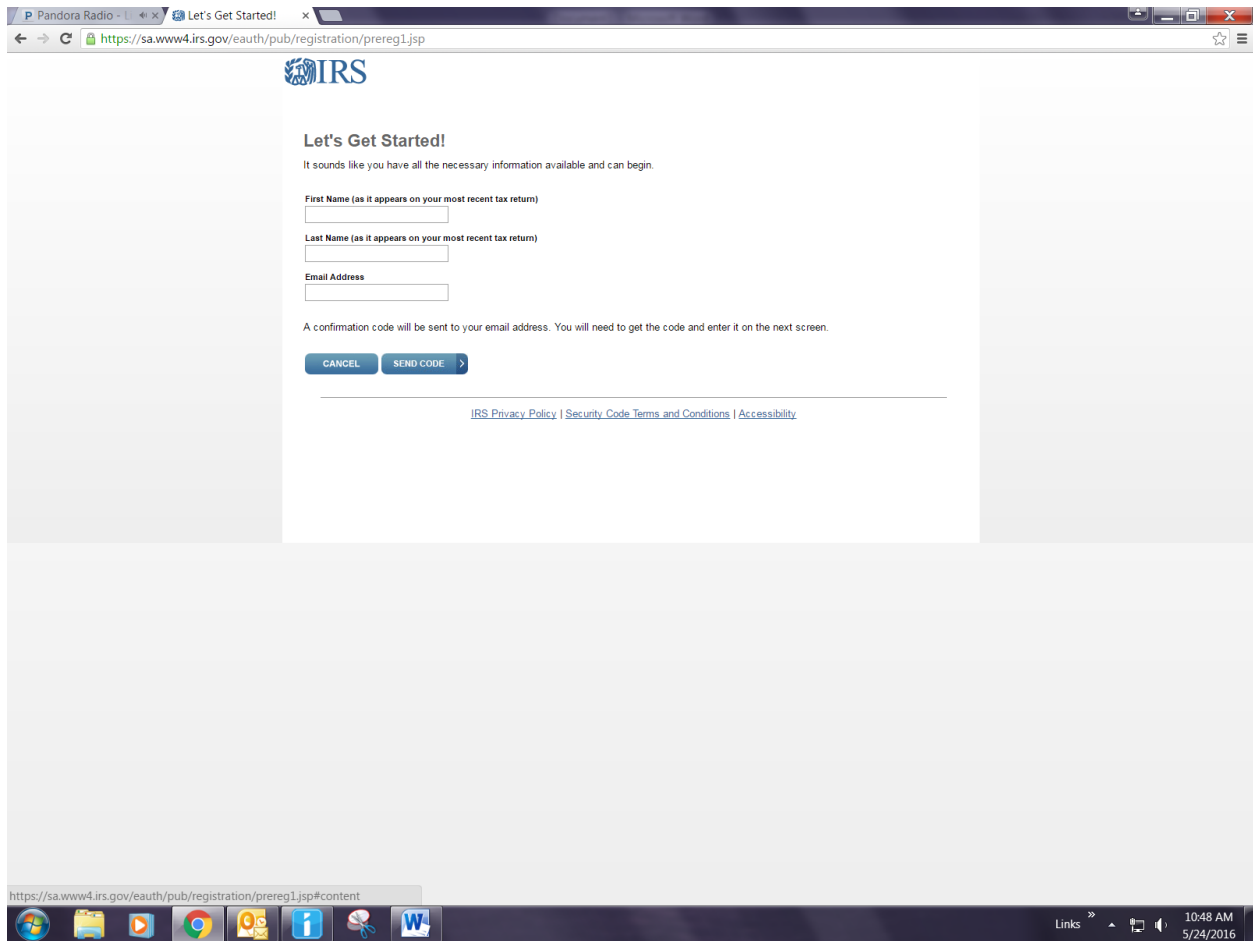 P Pandora Radio - Li
Let's Get Started!
https://sa.www4.irs.gov/eauth/pub/registration/prereg1.jsp
IRS
Let's Get Started!
It sounds like you have all the necessary information available and can begin.
First Name (as it appears on your most recent tax return)
Last Name (as it appears on your most recent tax return)
Email Address
A confirmation code will be sent to your email address. You will need to get the code and enter it on the next screen.
CANCEL SEND CODE >
IRS Privacy Policy | Security Code Terms and Conditions | Accessibility
https://sa.www4.irs.gov/eauth/pub/registration/prereg1.jsp#content
Links » 10:48 AM
5/24/2016